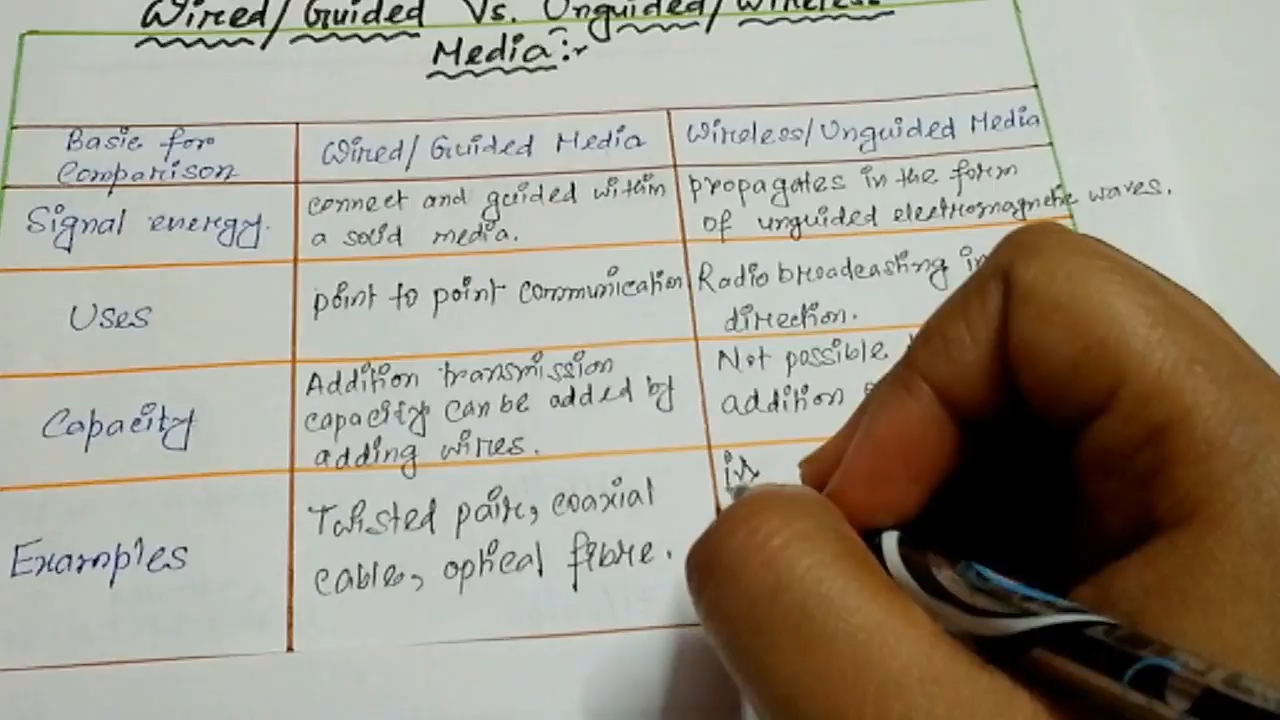 Wired/Guided Vs. Unguided/Wireless
Media:-
Basic for
Comparison
Wired/Guided Media
Wireless/Unguided Media
Signal energy.
connect and guided within
a solid media.
propagates in the form
of unguided electromagnetic waves.
Uses
point to point communication
Radio broadcasting in
direction.
Capacity
Addition transmission
capacity can be added by
adding wires.
Not possible
addition
Examples
Twisted pair, coaxial
cables, optical fibre.